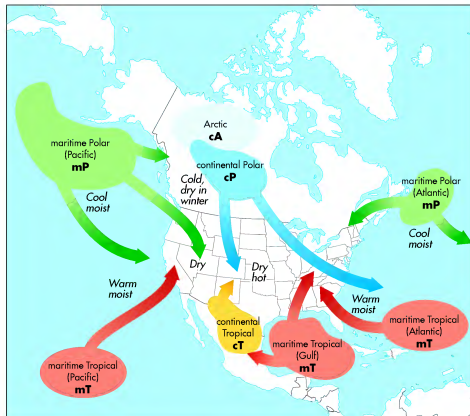 Arctic
cA
maritime Polar
(Pacific)
mP
continental Polar
cP
Cold,
dry in
winter
maritime Polar
(Atlantic)
mP
Cool
moist
Cool
moist
Dry
Dry
hot
Warm
moist
Warm
moist
continental
Tropical
cT
maritime Tropical
(Atlantic)
mT
maritime Tropical
(Gulf)
mT
maritime Tropical
(Pacific)
mT